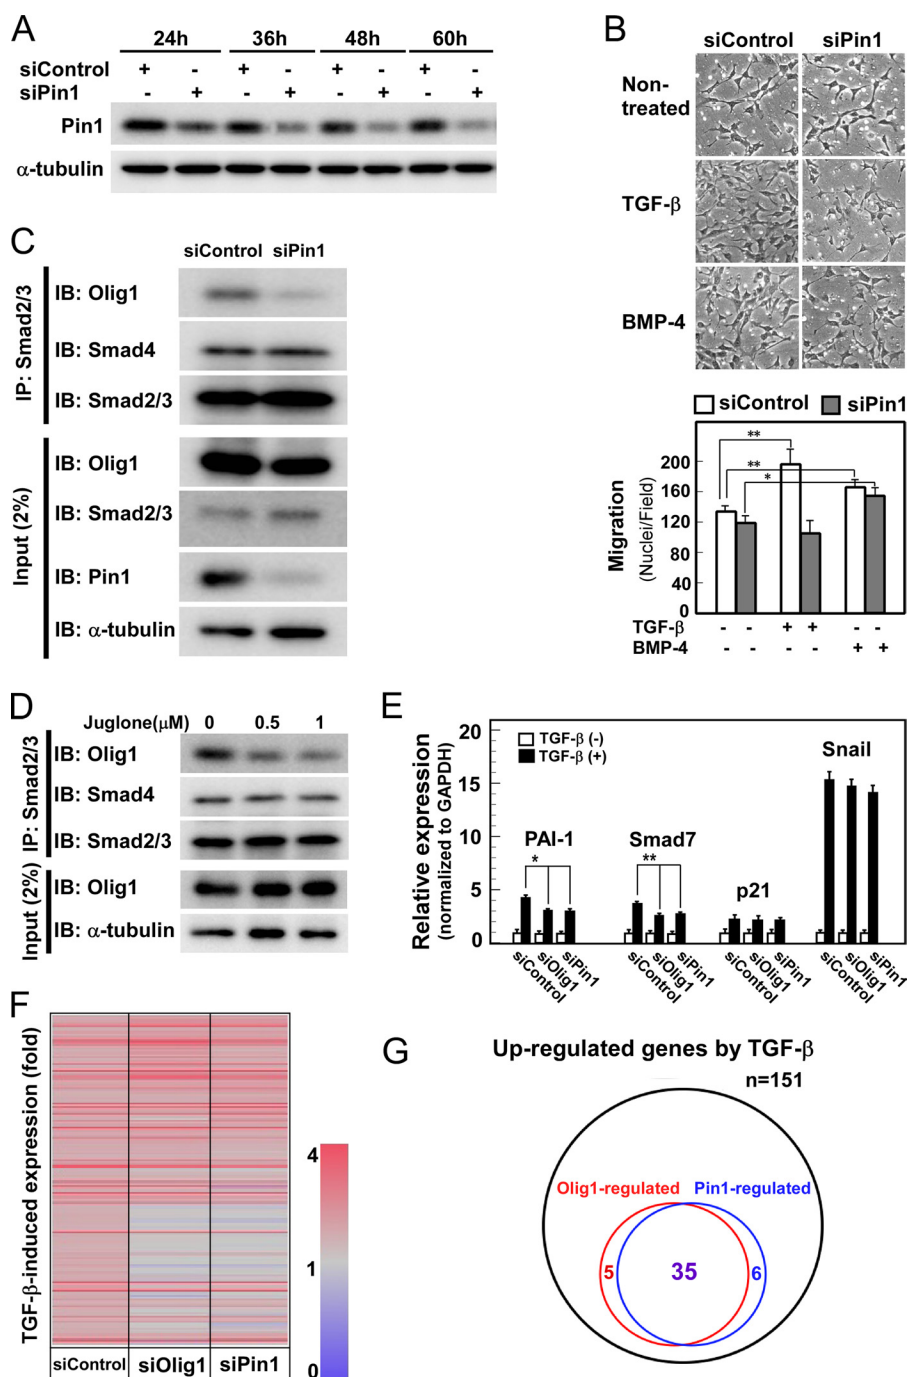 A
24h 36h 48h 60h
siControl + - + - + - + -
siPin1 - + - + - + - +
Pin1
α-tubulin
B
siControl siPin1
Non-
treated
TGF-β
BMP-4
siControl siPin1
** 
**
*
Migration
(Nuclei/Field)
200
160
120
80
40
0
TGF-β - - + + - -
BMP-4 - - - - + +
C
siControl siPin1
IP: Smad2/3
IB: Olig1
IB: Smad4
IB: Smad2/3
Input (2%)
IB: Olig1
IB: Smad2/3
IB: Pin1
IB: α-tubulin
D
Juglone(μM) 0 0.5 1
IP: Smad2/3
IB: Olig1
IB: Smad4
IB: Smad2/3
Input (2%)
IB: Olig1
IB: α-tubulin
E
Relative expression
(normalized to GAPDH)
20
15
10
5
0
TGF-β (-)
TGF-β (+)
PAI-1
*
Smad7
**
p21
Snail
siControl siOlig1 siPin1 siControl siOlig1 siPin1 siControl siOlig1 siPin1 siControl siOlig1 siPin1
F
TGF-β-induced expression (fold)
4
1
0
siControl siOlig1 siPin1
G
Up-regulated genes by TGF-β
n=151
Olig1-regulated Pin1-regulated
5 35 6